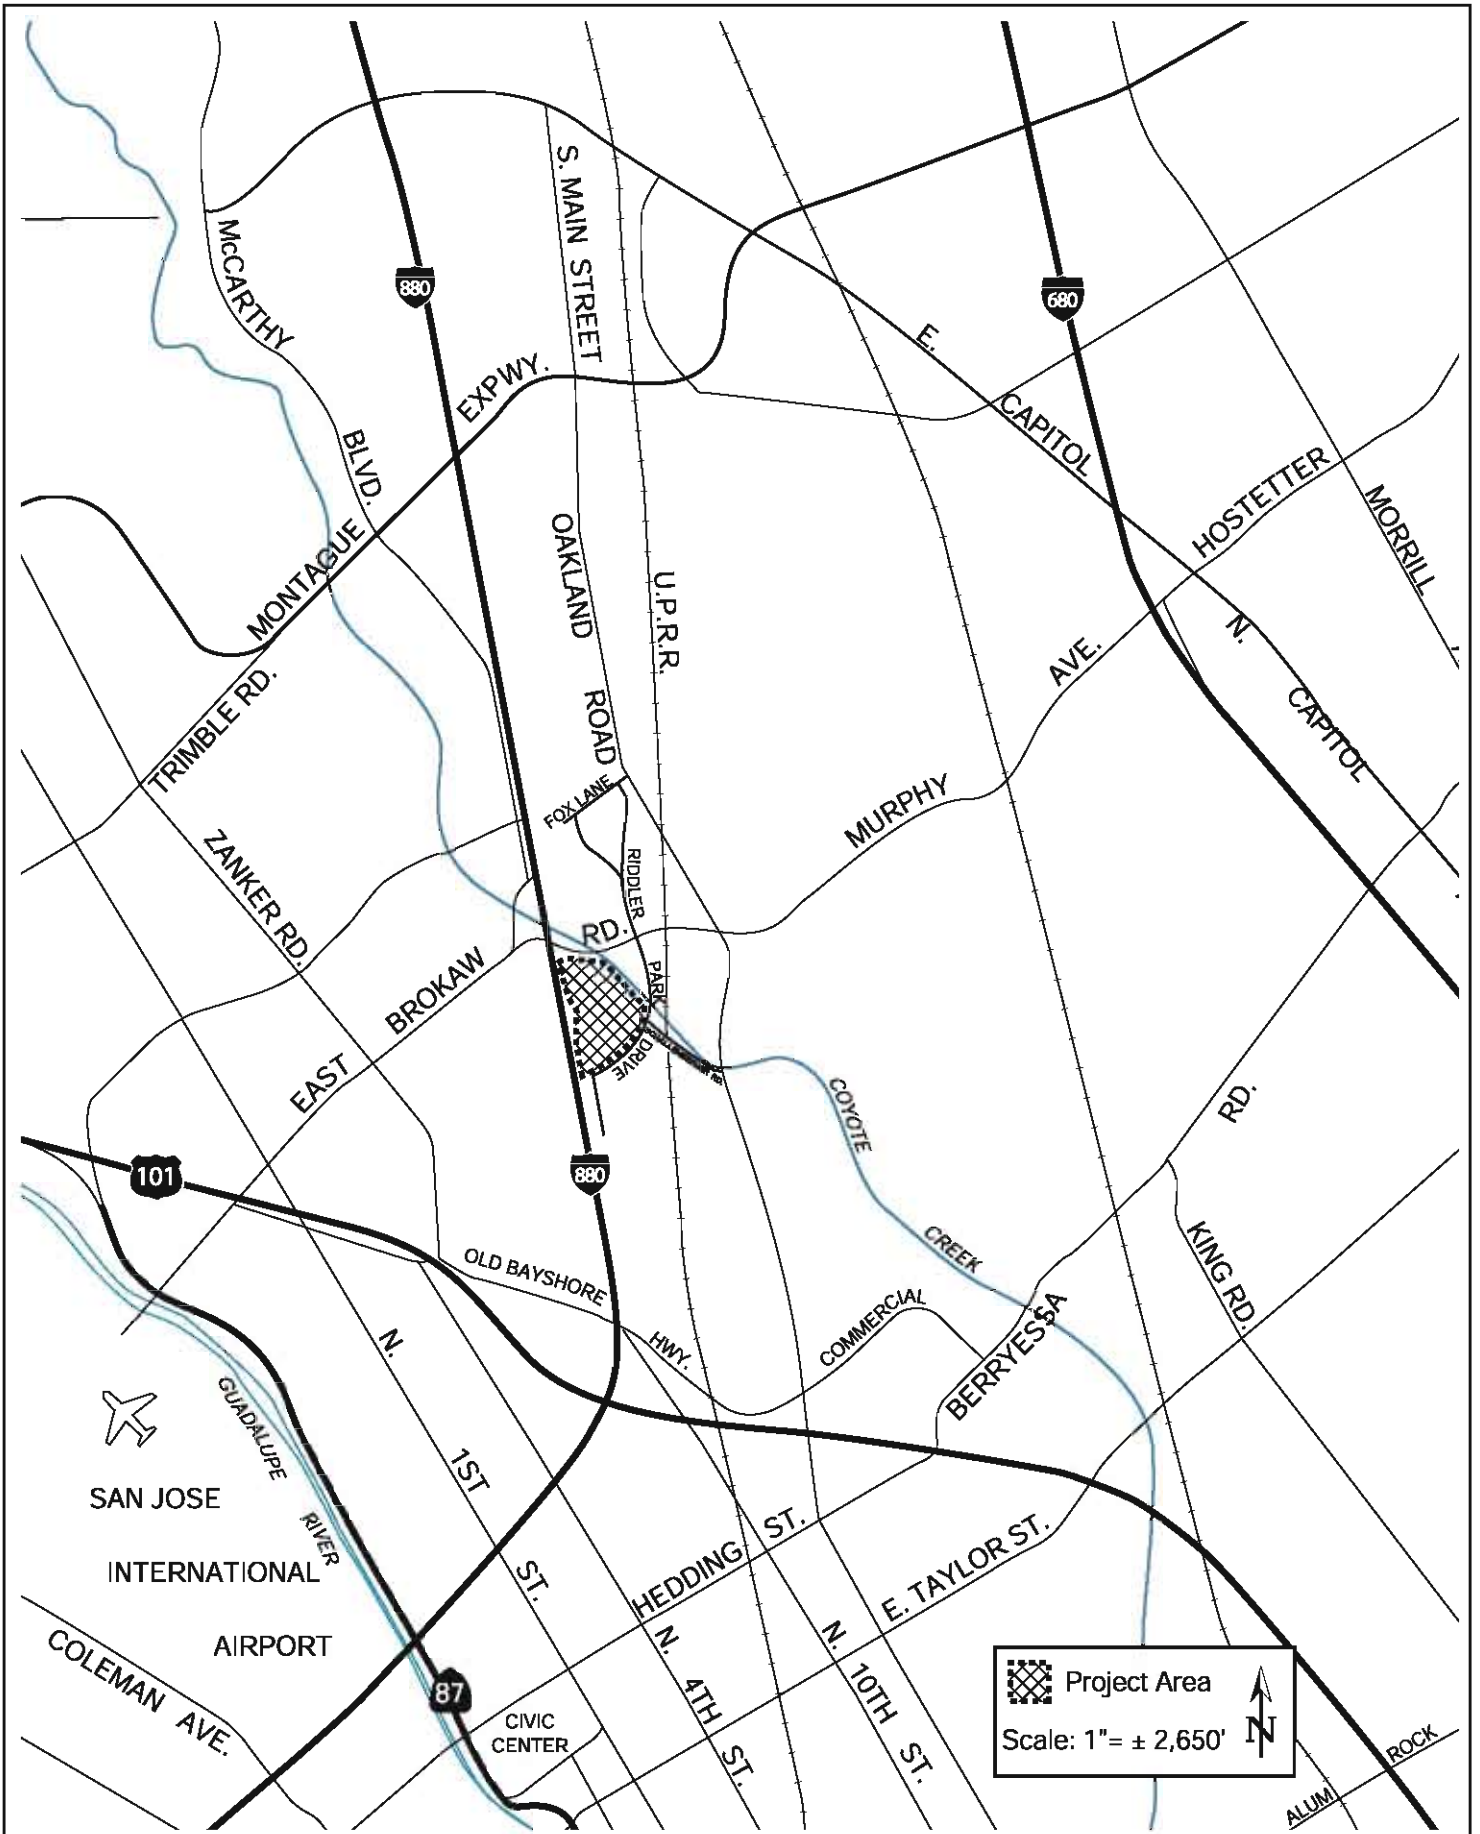 S. MAIN STREET
McCARTHY
BLVD.
880
680
E.
CAPITOL
EXPWY.
MONTAGUE
HOSTETTER
MORRILL
OAKLAND
ROAD
U.P.R.R.
N.
CAPITOL
AVE.
MURPHY
TRIMBLE RD.
FOX LANE
RIDDLER
PARK
DRIVE
ZANKER RD.
RD.
BROKAW
EAST
COYOTE
CREEK
RD.
101
880
KING RD.
OLD BAYSHORE
HWY.
COMMERCIAL
BERRYESSA
N.
1ST
ST.
GUADALUPE
RIVER
SAN JOSE
INTERNATIONAL
AIRPORT
HEDDING ST.
E. TAYLOR ST.
N.
4TH
ST.
N.
10TH
ST.
COLEMAN AVE.
87
CIVIC
CENTER
Project Area
Scale: 1"= ± 2,650'
N
ALUM ROCK